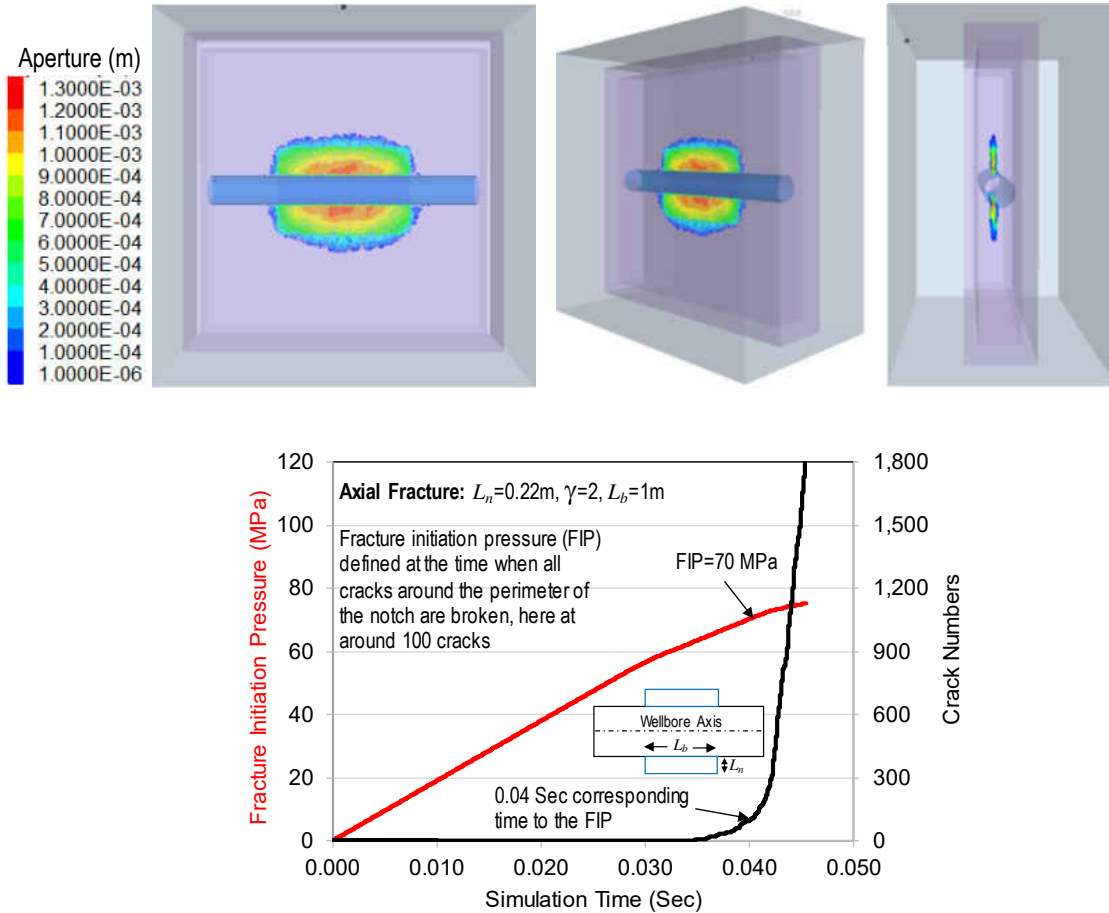 Aperture (m)
1.3000E-03
1.2000E-03
1.1000E-03
1.0000E-03
9.0000E-04
8.0000E-04
7.0000E-04
6.0000E-04
5.0000E-04
4.0000E-04
3.0000E-04
2.0000E-04
1.0000E-04
1.0000E-06
Fracture Initiation Pressure (MPa)
120
100
80
60
40
20
0
Axial Fracture: Lₙ=0.22m, γ=2, L_b=1m
Fracture initiation pressure (FIP)
defined at the time when all
cracks around the perimeter of
the notch are broken, here at
around 100 cracks
FIP=70 MPa
Wellbore Axis
L_b
Lₙ
0.04 Sec corresponding
time to the FIP
1,800
1,500
1,200
900
600
300
0
Crack Numbers
0.000 0.010 0.020 0.030 0.040 0.050
Simulation Time (Sec)